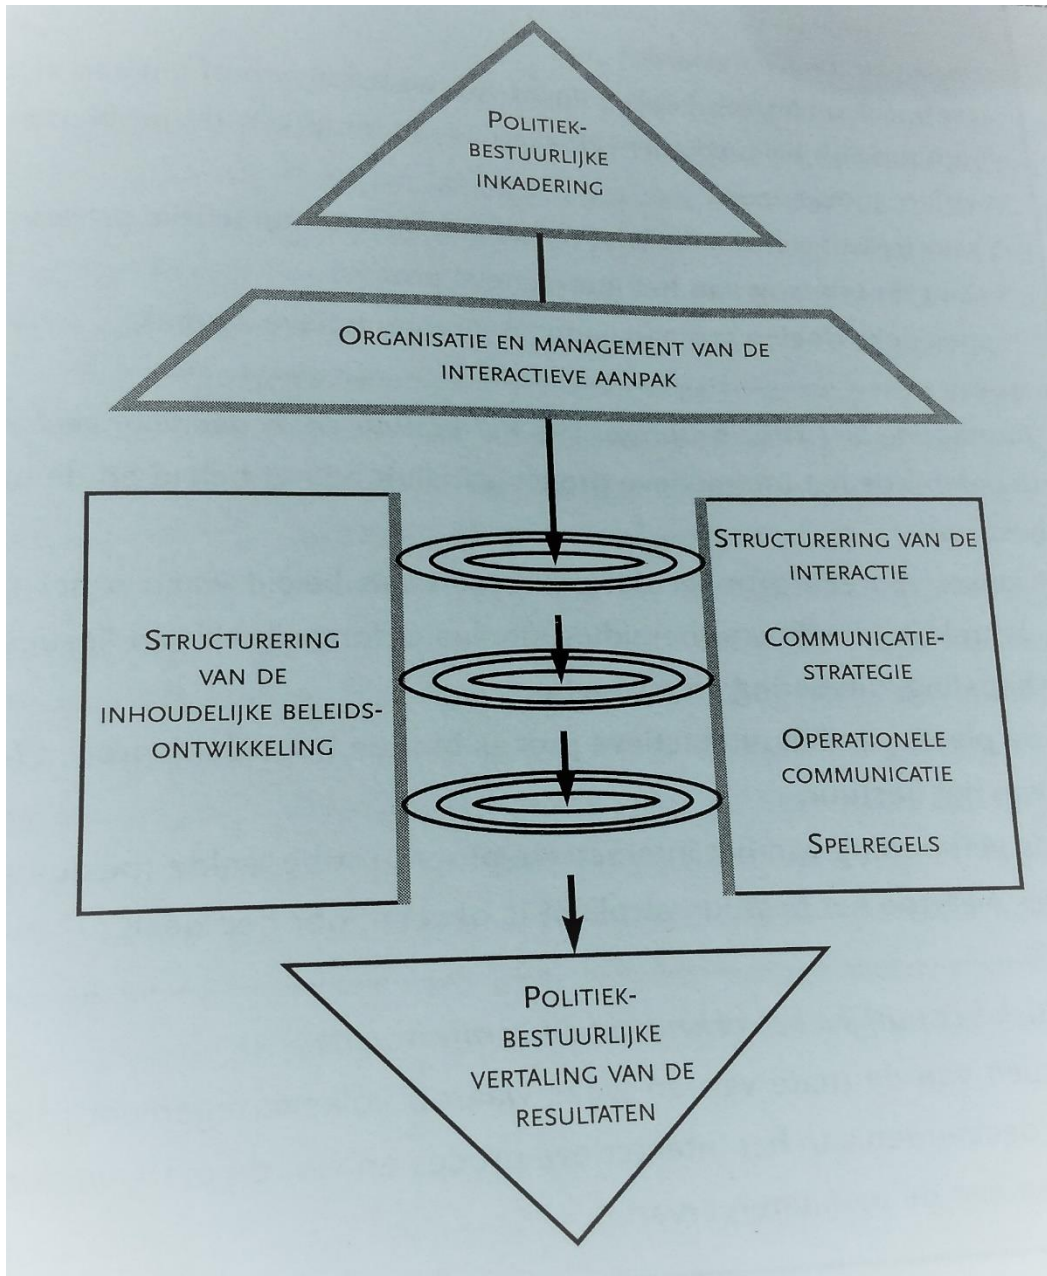 POLITIEK-
BESTUURLIJKE
INKADERING
ORGANISATIE EN MANAGEMENT VAN DE
INTERACTIEVE AANPAK
STRUCTURERING
VAN DE
INHOUDELIJKE BELEIDS-
ONTWIKKELING
STRUCTURERING VAN DE
INTERACTIE
COMMUNICATIE-
STRATEGIE
OPERATIONELE
COMMUNICATIE
SPELREGELS
POLITIEK-
BESTUURLIJKE
VERTALING VAN DE
RESULTATEN